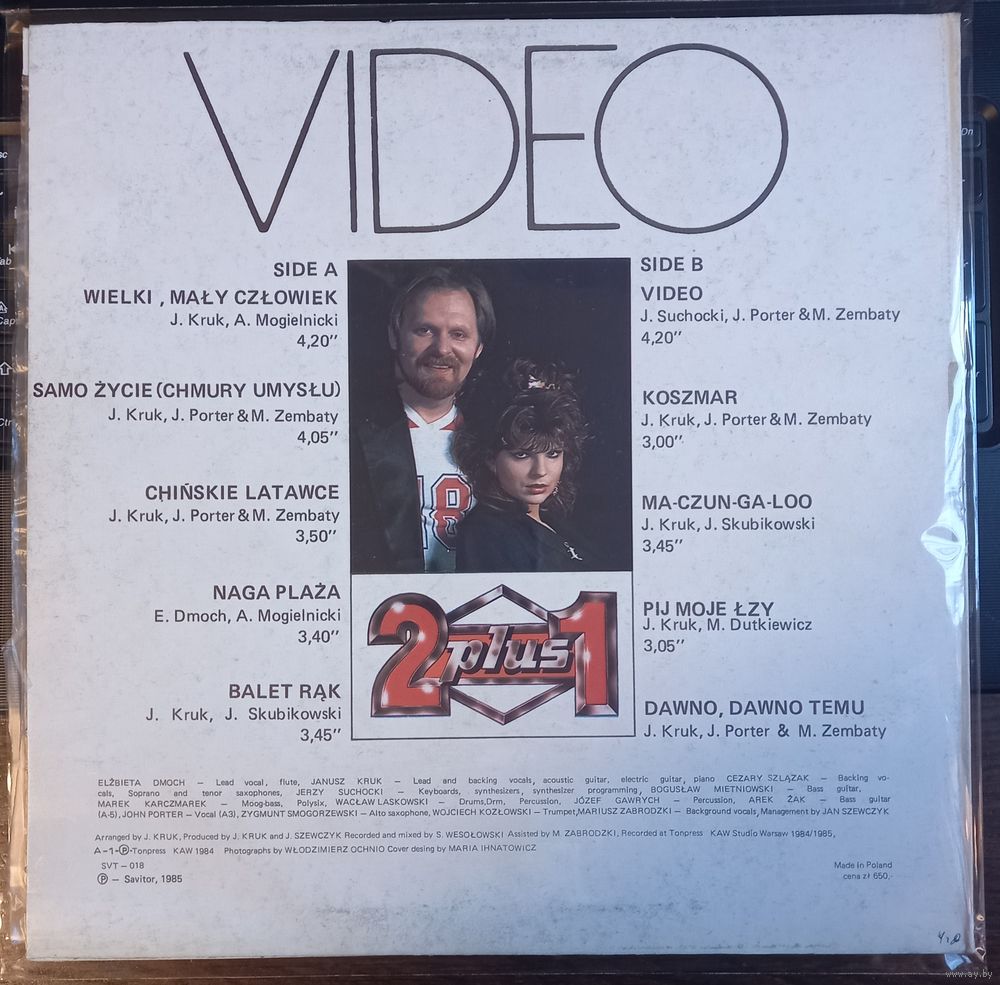 VIDEO
SIDE A
WIELKI , MAŁY CZŁOWIEK
J. Kruk, A. Mogielnicki
4,20”
SAMO ŻYCIE (CHMURY UMYSŁU)
J. Kruk, J. Porter & M. Zembaty
4,05”
CHIŃSKIE LATAWCE
J. Kruk, J. Porter & M. Zembaty
3,50”
NAGA PLAŻA
E. Dmoch, A. Mogielnicki
3,40”
BALET RĄK
J. Kruk, J. Skubikowski
3,45”
18
2 plus 1
SIDE B
VIDEO
J. Suchocki, J. Porter & M. Zembaty
4,20”
KOSZMAR
J. Kruk, J. Porter & M. Zembaty
3,00”
MA-CZUN-GA-LOO
J. Kruk, J. Skubikowski
3,45”
PIJ MOJE ŁZY
J. Kruk, M. Dutkiewicz
3,05”
DAWNO, DAWNO TEMU
J. Kruk, J. Porter & M. Zembaty
ELŻBIETA DMOCH – Lead vocal, flute, JANUSZ KRUK – Lead and backing vocals, acoustic guitar, electric guitar, piano CEZARY SZLĄZAK – Backing vo-
cals, Soprano and tenor saxophones, JERZY SUCHOCKI – Keyboards, synthesizers, synthesizer programming, BOGUSŁAW MIETNIOWSKI – Bass guitar,
MAREK KARCZMAREK – Moog-bass, Polysix, WACŁAW LASKOWSKI – Drums,Drm, Percussion, JÓZEF GAWRYCH – Percussion, AREK ŻAK – Bass guitar
(A-5), JOHN PORTER – Vocal (A3), ZYGMUNT SMOGORZEWSKI – Alto saxophone, WOJCIECH KOZŁOWSKI – Trumpet, MARIUSZ ZABRODZKI – Background vocals, Management by JAN SZEWCZYK
Arranged by J. KRUK, Produced by J. KRUK and J. SZEWCZYK Recorded and mixed by S. WESOŁOWSKI Assisted by M. ZABRODZKI, Recorded at Tonpress KAW Studio Warsaw 1984/1985,
A–1–Ⓟ-Tonpress KAW 1984 Photographs by WŁODZIMIERZ OCHNIO Cover desing by MARIA IHNATOWICZ
SVT – 018
Ⓟ – Savitor, 1985
Made in Poland
cena zł 650,-
www.ay.by